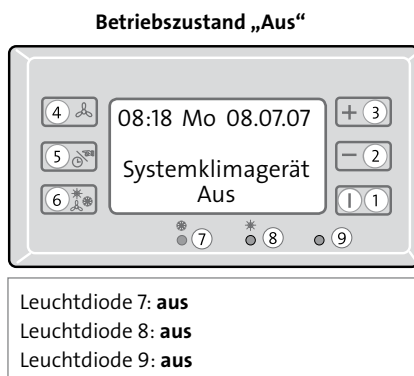 Betriebszustand „Aus“
4
08:18 Mo 08.07.07
+ 3
5
Systemklimagerät
− 2
6
Aus
1
7
8
9
Leuchtdiode 7: aus
Leuchtdiode 8: aus
Leuchtdiode 9: aus